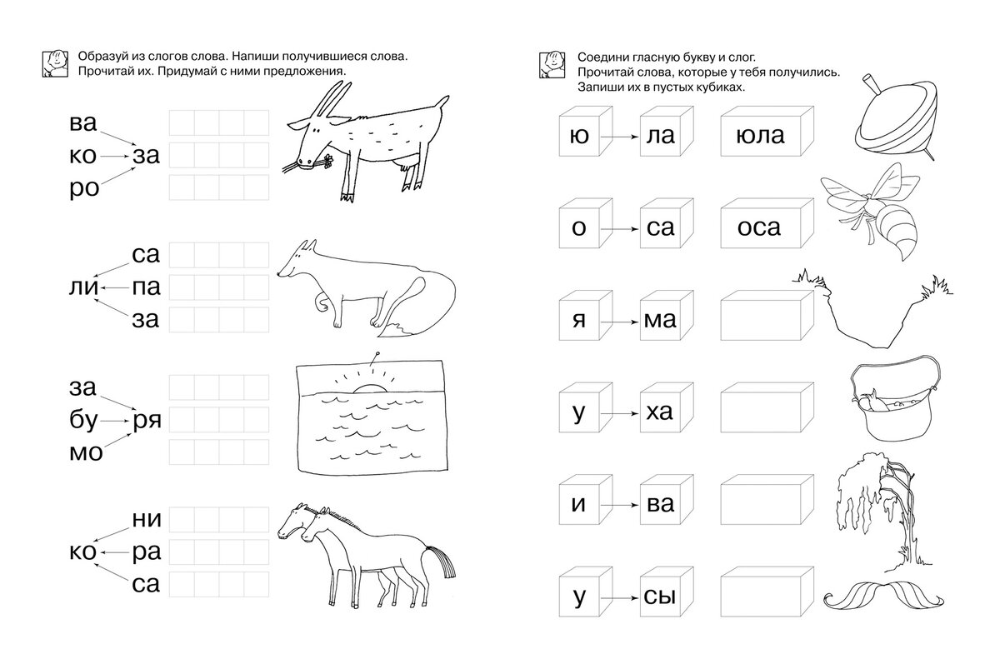 Образуй из слогов слова. Напиши получившиеся слова.
Прочитай их. Придумай с ними предложения.
ва
ко за
ро
са
ли па
за
за
бу ря
мо
ни
ко ра
са
Соедини гласную букву и слог.
Прочитай слова, которые у тебя получились.
Запиши их в пустых кубиках.
ю ла юла
о са оса
я ма
у ха
и ва
у сы